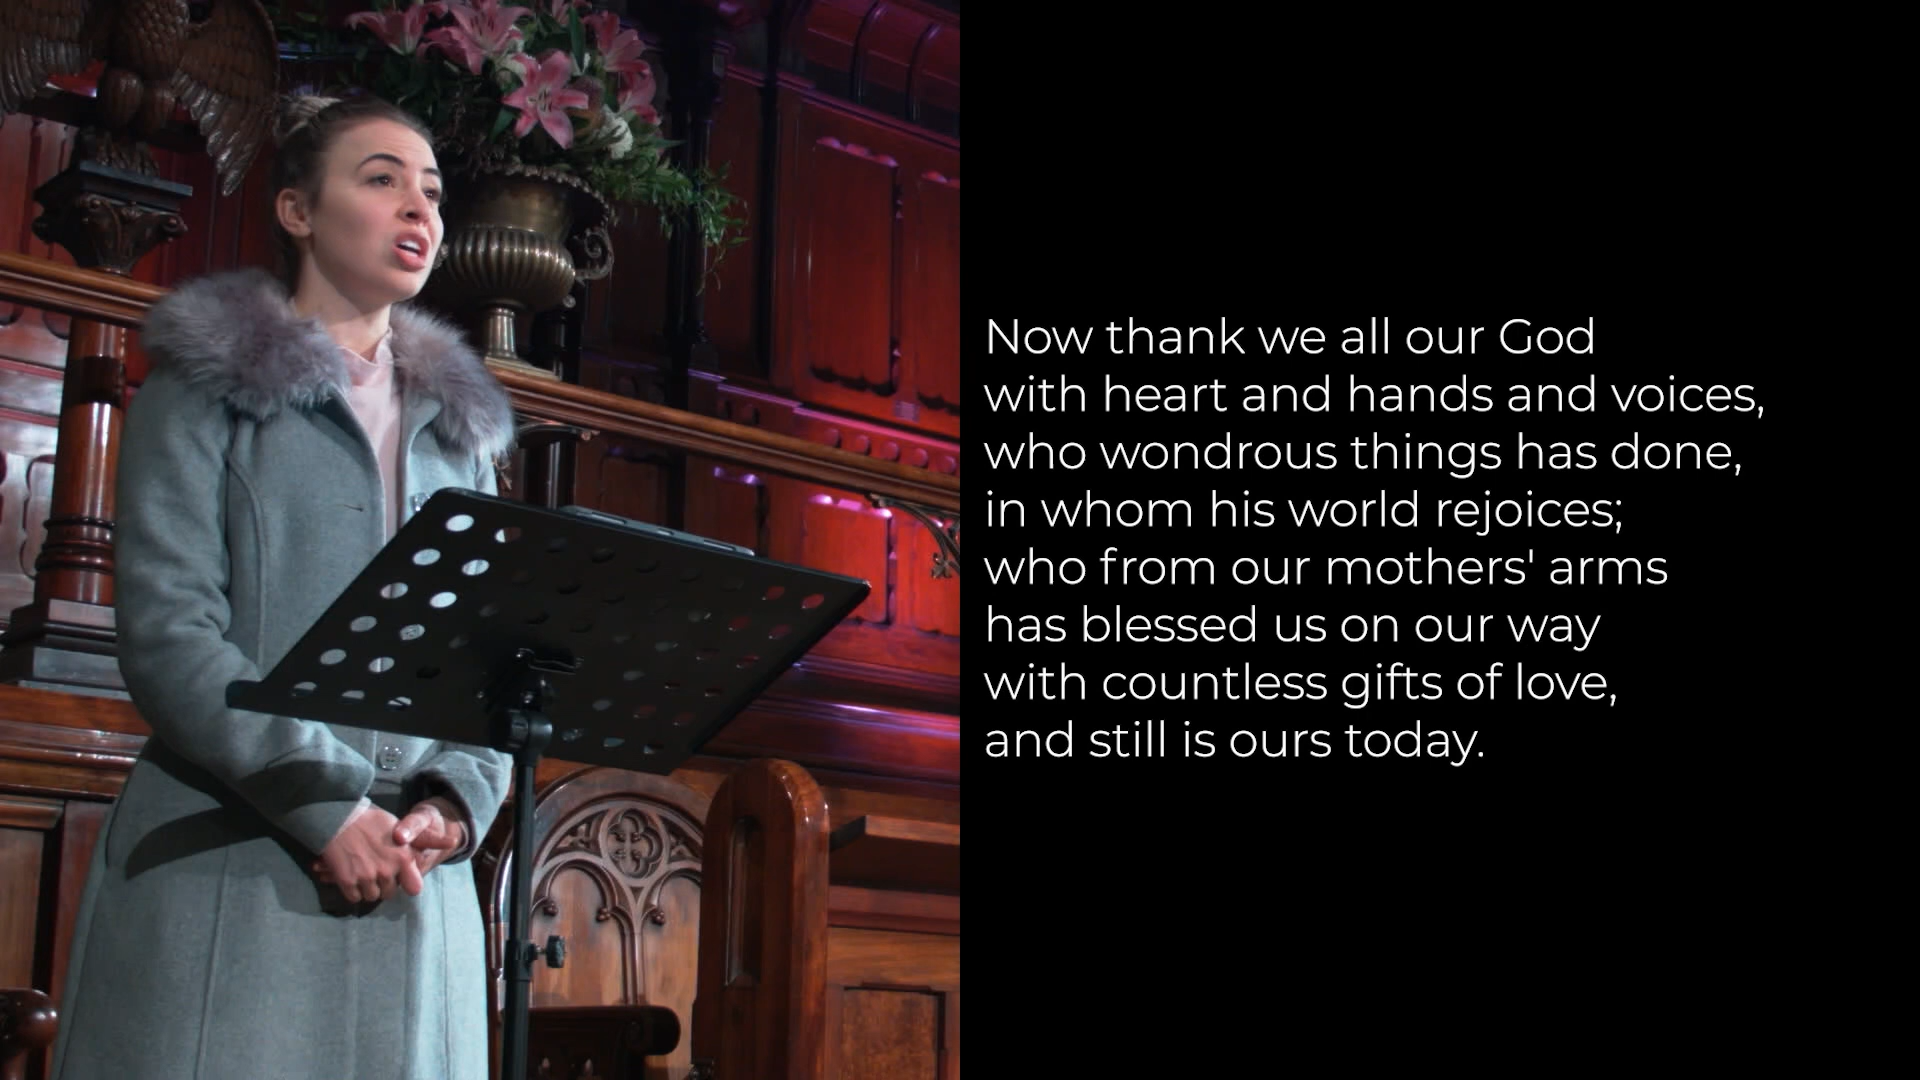 Now thank we all our God
with heart and hands and voices,
who wondrous things has done,
in whom his world rejoices;
who from our mothers' arms
has blessed us on our way
with countless gifts of love,
and still is ours today.